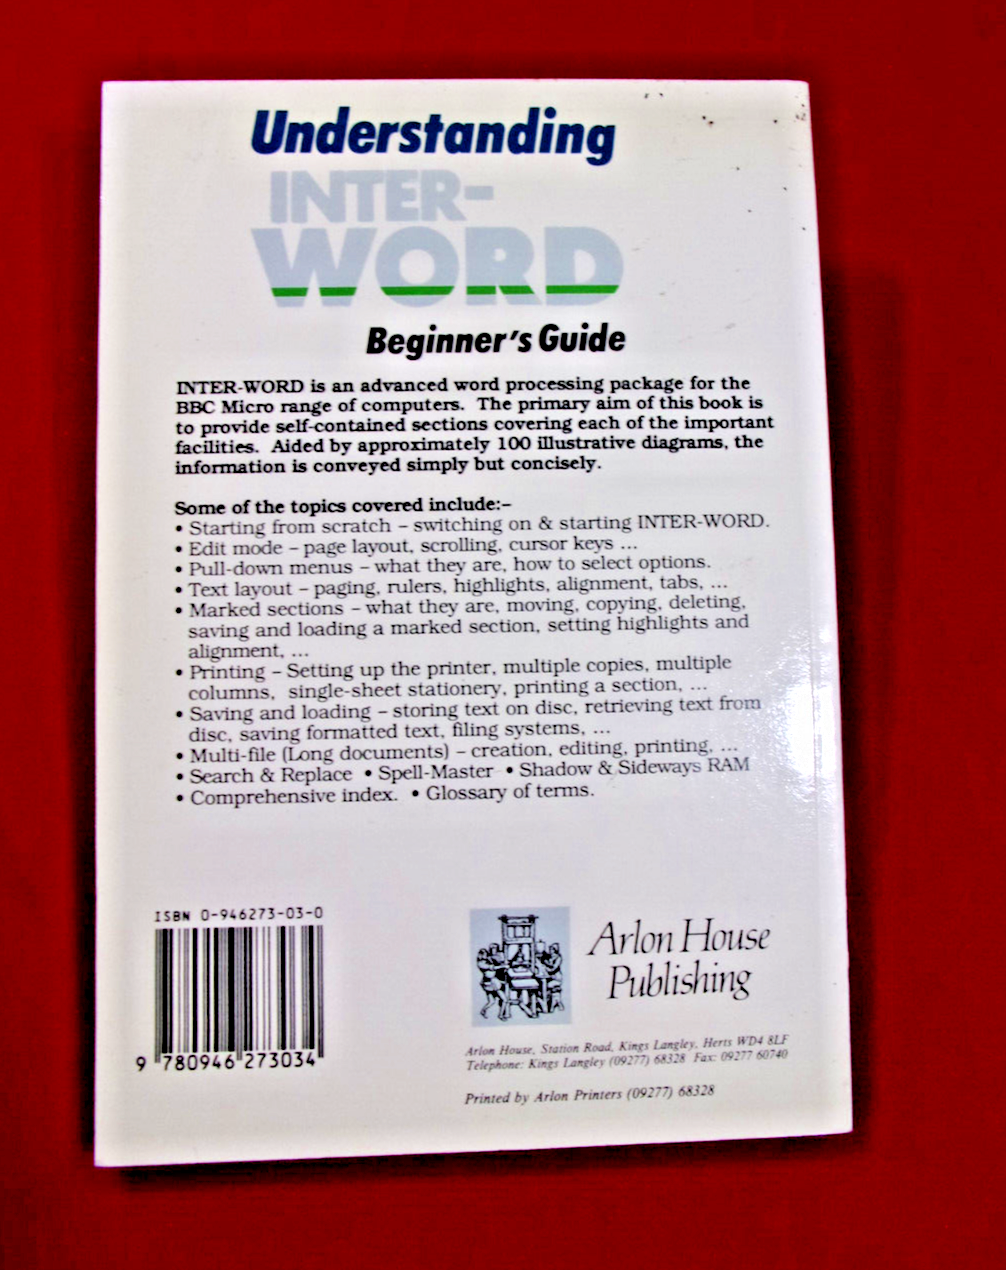 Understanding
INTER-
WORD
Beginner's Guide
INTER-WORD is an advanced word processing package for the
BBC Micro range of computers. The primary aim of this book is
to provide self-contained sections covering each of the important
facilities. Aided by approximately 100 illustrative diagrams, the
information is conveyed simply but concisely.
Some of the topics covered include:–
• Starting from scratch – switching on & starting INTER-WORD.
• Edit mode – page layout, scrolling, cursor keys ...
• Pull-down menus – what they are, how to select options.
• Text layout – paging, rulers, highlights, alignment, tabs, ...
• Marked sections – what they are, moving, copying, deleting,
saving and loading a marked section, setting highlights and
alignment, ...
• Printing – Setting up the printer, multiple copies, multiple
columns, single-sheet stationery, printing a section, ...
• Saving and loading – storing text on disc, retrieving text from
disc, saving formatted text, filing systems, ...
• Multi-file (Long documents) – creation, editing, printing, ...
• Search & Replace • Spell-Master • Shadow & Sideways RAM
• Comprehensive index. • Glossary of terms.
ISBN 0-946273-03-0
9 780946 273034
Arlon House
Publishing
Arlon House, Station Road, Kings Langley, Herts WD4 8LF
Telephone: Kings Langley (09277) 68328 Fax: 09277 60740
Printed by Arlon Printers (09277) 68328